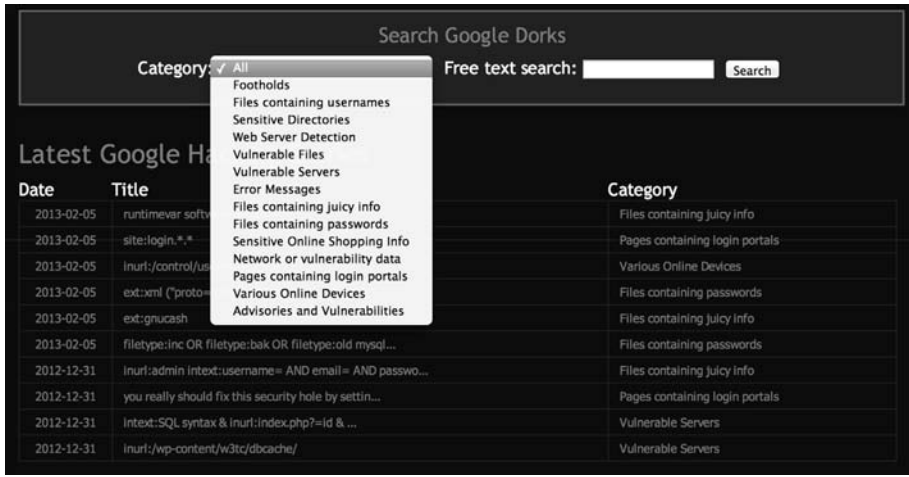 Search Google Dorks
Category: ✓ All Free text search: Search
Footholds
Files containing usernames
Sensitive Directories
Web Server Detection
Vulnerable Files
Vulnerable Servers
Error Messages
Files containing juicy info
Files containing passwords
Sensitive Online Shopping Info
Network or vulnerability data
Pages containing login portals
Various Online Devices
Advisories and Vulnerabilities
Latest Google Ha
Date Title Category
2013-02-05 runtimevar softw Files containing juicy info
2013-02-05 site:login.*.* Pages containing login portals
2013-02-05 inurl:/control/us Various Online Devices
2013-02-05 ext:xml ("proto= Files containing passwords
2013-02-05 ext:gnucash Files containing juicy info
2013-02-05 filetype:inc OR filetype:bak OR filetype:old mysql... Files containing passwords
2012-12-31 inurl:admin intext:username= AND email= AND passwo... Files containing juicy info
2012-12-31 you really should fix this security hole by settin... Pages containing login portals
2012-12-31 intext:SQL syntax & inurl:index.php?=id & ... Vulnerable Servers
2012-12-31 inurl:/wp-content/w3tc/dbcache/ Vulnerable Servers